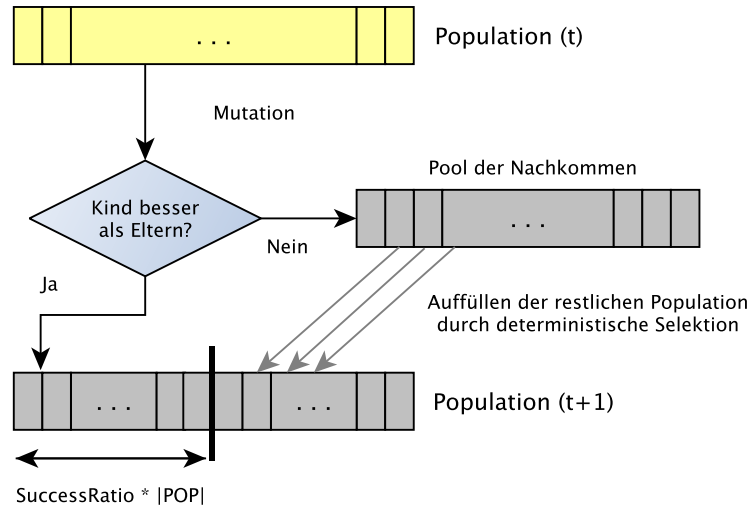 . . .
Population (t)
Mutation
Pool der Nachkommen
Kind besser
als Eltern?
. . .
Nein
Ja
Auffüllen der restlichen Population
durch deterministische Selektion
. . .
. . .
Population (t+1)
SuccessRatio * |POP|